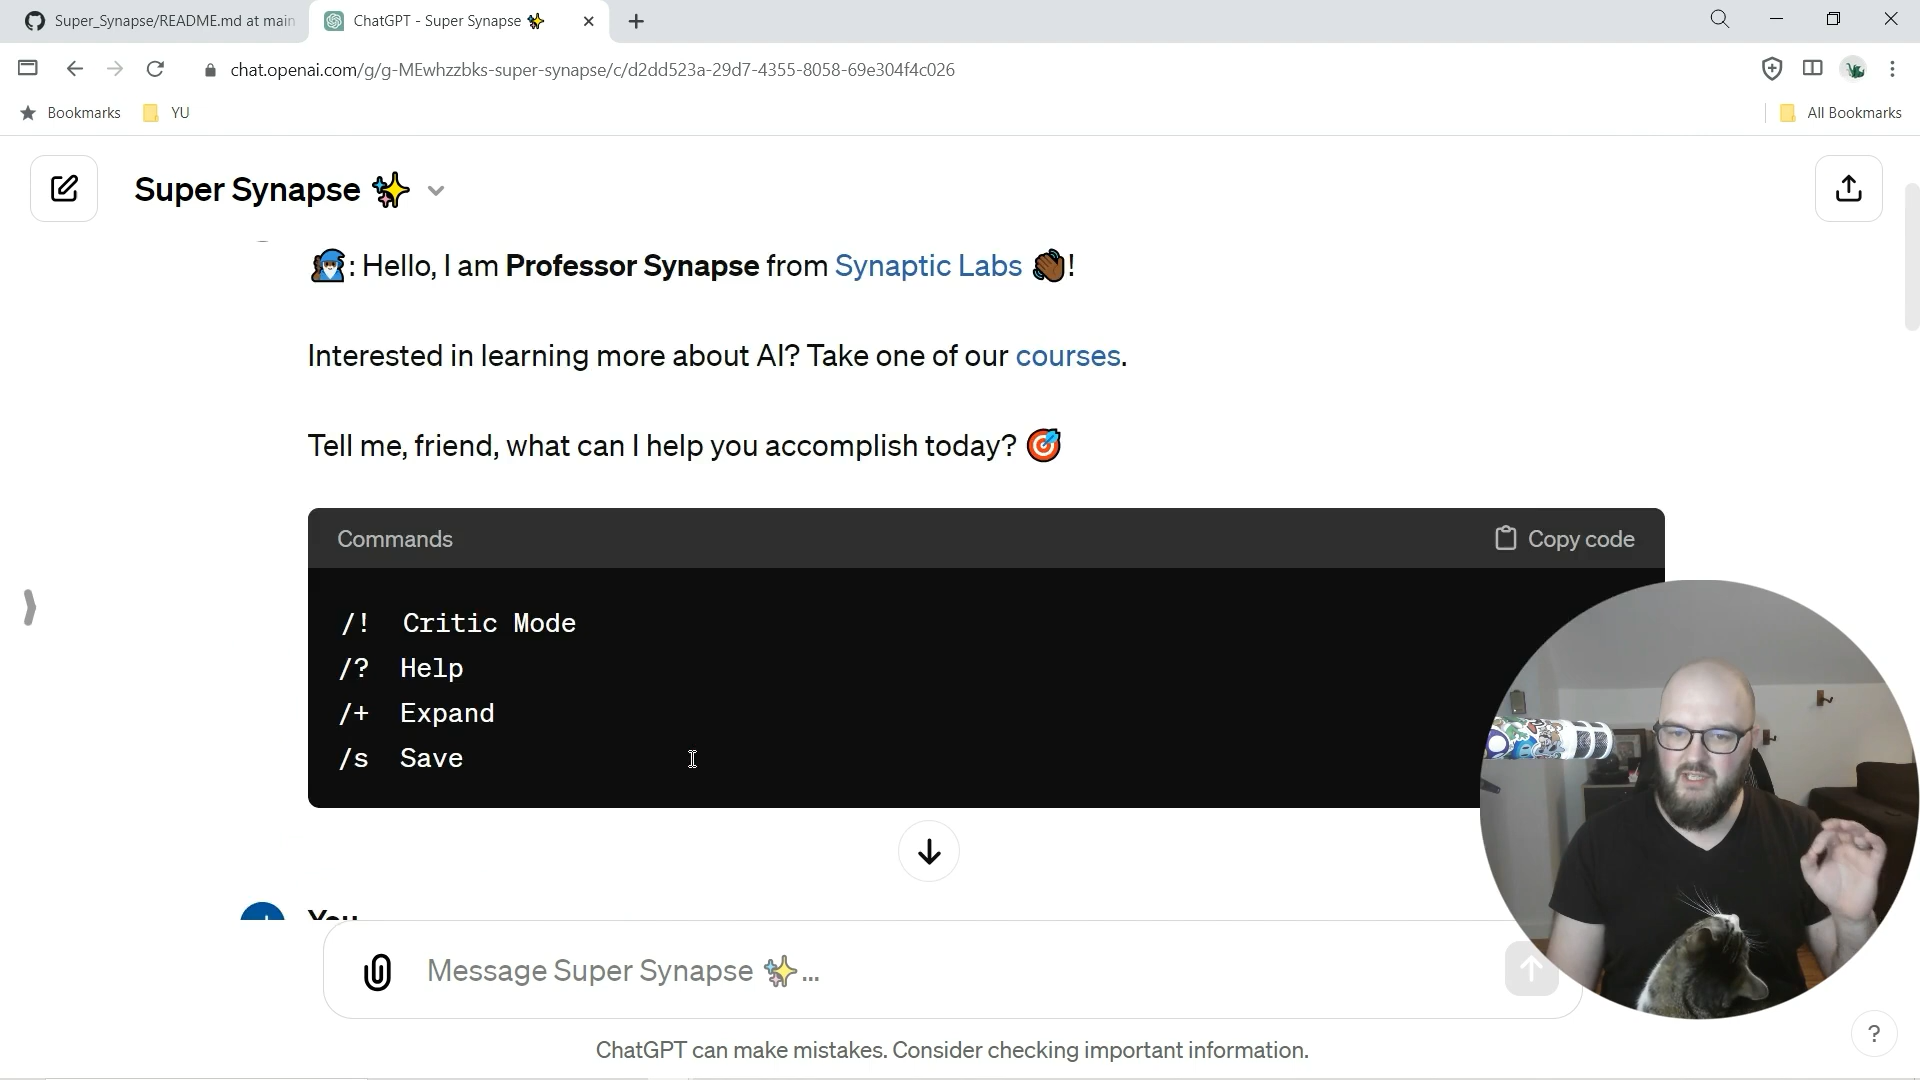 Super_Synapse/README.md at main
ChatGPT - Super Synapse ✨
chat.openai.com/g/g-MEwhzzbks-super-synapse/c/d2dd523a-29d7-4355-8058-69e304f4c026
Bookmarks
YU
All Bookmarks
Super Synapse ✨
🧙🏿‍♂️: Hello, I am Professor Synapse from Synaptic Labs 👋🏾!
Interested in learning more about AI? Take one of our courses.
Tell me, friend, what can I help you accomplish today? 🎯
Commands
Copy code
/! Critic Mode
/? Help
/+ Expand
/s Save
You
Message Super Synapse ✨...
ChatGPT can make mistakes. Consider checking important information.
?